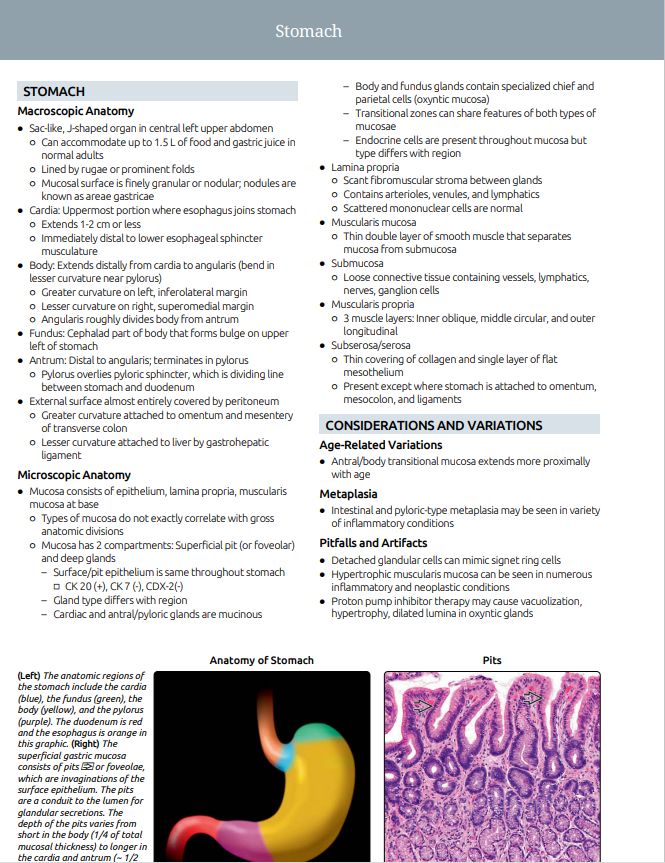 Stomach
STOMACH
Macroscopic Anatomy
● Sac-like, J-shaped organ in central left upper abdomen
○ Can accommodate up to 1.5 L of food and gastric juice in
normal adults
○ Lined by rugae or prominent folds
○ Mucosal surface is finely granular or nodular; nodules are
known as areae gastricae
● Cardia: Uppermost portion where esophagus joins stomach
○ Extends 1-2 cm or less
○ Immediately distal to lower esophageal sphincter
musculature
● Body: Extends distally from cardia to angularis (bend in
lesser curvature near pylorus)
○ Greater curvature on left, inferolateral margin
○ Lesser curvature on right, superomedial margin
○ Angularis roughly divides body from antrum
● Fundus: Cephalad part of body that forms bulge on upper
left of stomach
● Antrum: Distal to angularis; terminates in pylorus
○ Pylorus overlies pyloric sphincter, which is dividing line
between stomach and duodenum
● External surface almost entirely covered by peritoneum
○ Greater curvature attached to omentum and mesentery
of transverse colon
○ Lesser curvature attached to liver by gastrohepatic
ligament
Microscopic Anatomy
● Mucosa consists of epithelium, lamina propria, muscularis
mucosa at base
○ Types of mucosa do not exactly correlate with gross
anatomic divisions
○ Mucosa has 2 compartments: Superficial pit (or foveolar)
and deep glands
– Surface/pit epithelium is same throughout stomach
□ CK 20 (+), CK 7 (-), CDX-2(-)
– Gland type differs with region
– Cardiac and antral/pyloric glands are mucinous
– Body and fundus glands contain specialized chief and
parietal cells (oxyntic mucosa)
– Transitional zones can share features of both types of
mucosae
– Endocrine cells are present throughout mucosa but
type differs with region
● Lamina propria
○ Scant fibromuscular stroma between glands
○ Contains arterioles, venules, and lymphatics
○ Scattered mononuclear cells are normal
● Muscularis mucosa
○ Thin double layer of smooth muscle that separates
mucosa from submucosa
● Submucosa
○ Loose connective tissue containing vessels, lymphatics,
nerves, ganglion cells
● Muscularis propria
○ 3 muscle layers: Inner oblique, middle circular, and outer
longitudinal
● Subserosa/serosa
○ Thin covering of collagen and single layer of flat
mesothelium
○ Present except where stomach is attached to omentum,
mesocolon, and ligaments
CONSIDERATIONS AND VARIATIONS
Age-Related Variations
● Antral/body transitional mucosa extends more proximally
with age
Metaplasia
● Intestinal and pyloric-type metaplasia may be seen in variety
of inflammatory conditions
Pitfalls and Artifacts
● Detached glandular cells can mimic signet ring cells
● Hypertrophic muscularis mucosa can be seen in numerous
inflammatory and neoplastic conditions
● Proton pump inhibitor therapy may cause vacuolization,
hypertrophy, dilated lumina in oxyntic glands
Anatomy of Stomach
Pits
(Left) The anatomic regions of
the stomach include the cardia
(blue), the fundus (green), the
body (yellow), and the pylorus
(purple). The duodenum is red
and the esophagus is orange in
this graphic. (Right) The
superficial gastric mucosa
consists of pits or foveolae,
which are invaginations of the
surface epithelium. The pits
are a conduit to the lumen for
glandular secretions. The
depth of the pits varies from
short in the body (1/4 of total
mucosal thickness) to longer in
the cardia and antrum (~ 1/2